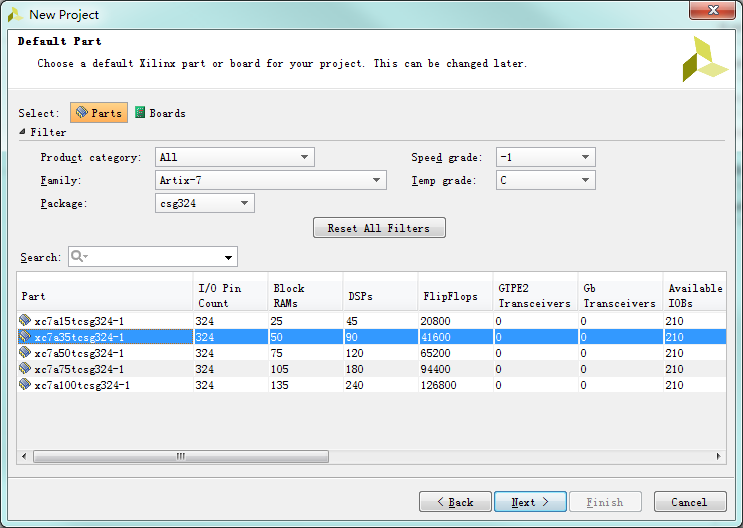 New Project
Default Part
Choose a default Xilinx part or board for your project. This can be changed later.
Select: Parts Boards
Filter
Product category: All Speed grade: -1
Family: Artix-7 Temp grade: C
Package: csg324
Reset All Filters
Search:
Part I/O Pin Count Block RAMs DSPs FlipFlops GTPE2 Transceivers Gb Transceivers Available IOBs
xc7a15tcsg324-1 324 25 45 20800 0 0 210
xc7a35tcsg324-1 324 50 90 41600 0 0 210
xc7a50tcsg324-1 324 75 120 65200 0 0 210
xc7a75tcsg324-1 324 105 180 94400 0 0 210
xc7a100tcsg324-1 324 135 240 126800 0 0 210
< Back Next > Finish Cancel